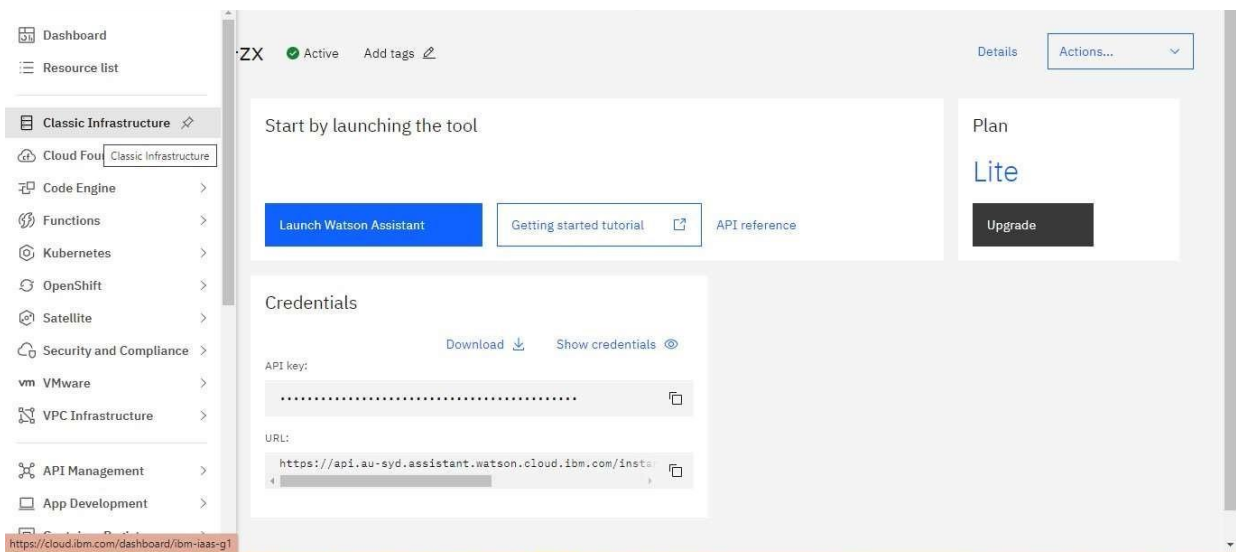 Dashboard
Resource list
Classic Infrastructure
Cloud Fou
Classic Infrastructure
Code Engine
Functions
Kubernetes
OpenShift
Satellite
Security and Compliance
vm VMware
VPC Infrastructure
API Management
App Development
https://cloud.ibm.com/dashboard/ibm-iaas-g1
-zx Active Add tags
Details
Actions...
Start by launching the tool
Launch Watson Assistant
Getting started tutorial
API reference
Plan
Lite
Upgrade
Credentials
Download
Show credentials
API key:
URL:
https://api.au-syd.assistant.watson.cloud.ibm.com/insta